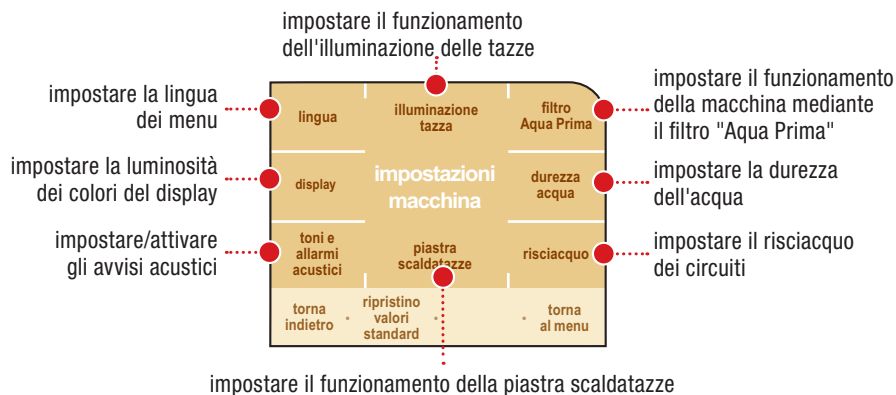 impostare il funzionamento
dell'illuminazione delle tazze
impostare la lingua
dei menu
impostare la luminosità
dei colori del display
impostare/attivare
gli avvisi acustici
lingua
illuminazione
tazza
filtro
Aqua Prima
display
impostazioni
macchina
durezza
acqua
toni e
allarmi
acustici
piastra
scaldatazze
risciacquo
torna
indietro
ripristino
valori
standard
torna
al menu
impostare il funzionamento
della macchina mediante
il filtro "Aqua Prima"
impostare la durezza
dell'acqua
impostare il risciacquo
dei circuiti
impostare il funzionamento della piastra scaldatazze